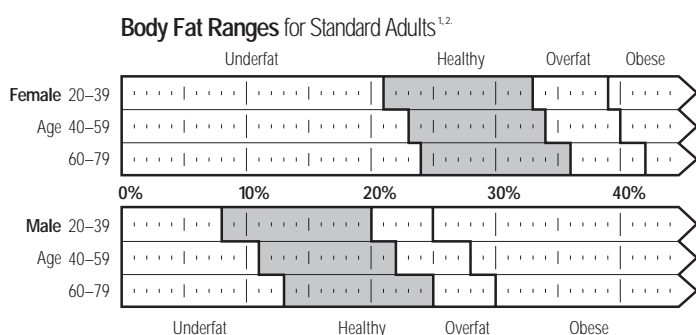 Body Fat Ranges for Standard Adults1,2.
Underfat Healthy Overfat Obese
Female 20–39
Age 40–59
60–79
0% 10% 20% 30% 40%
Male 20–39
Age 40–59
60–79
Underfat Healthy Overfat Obese